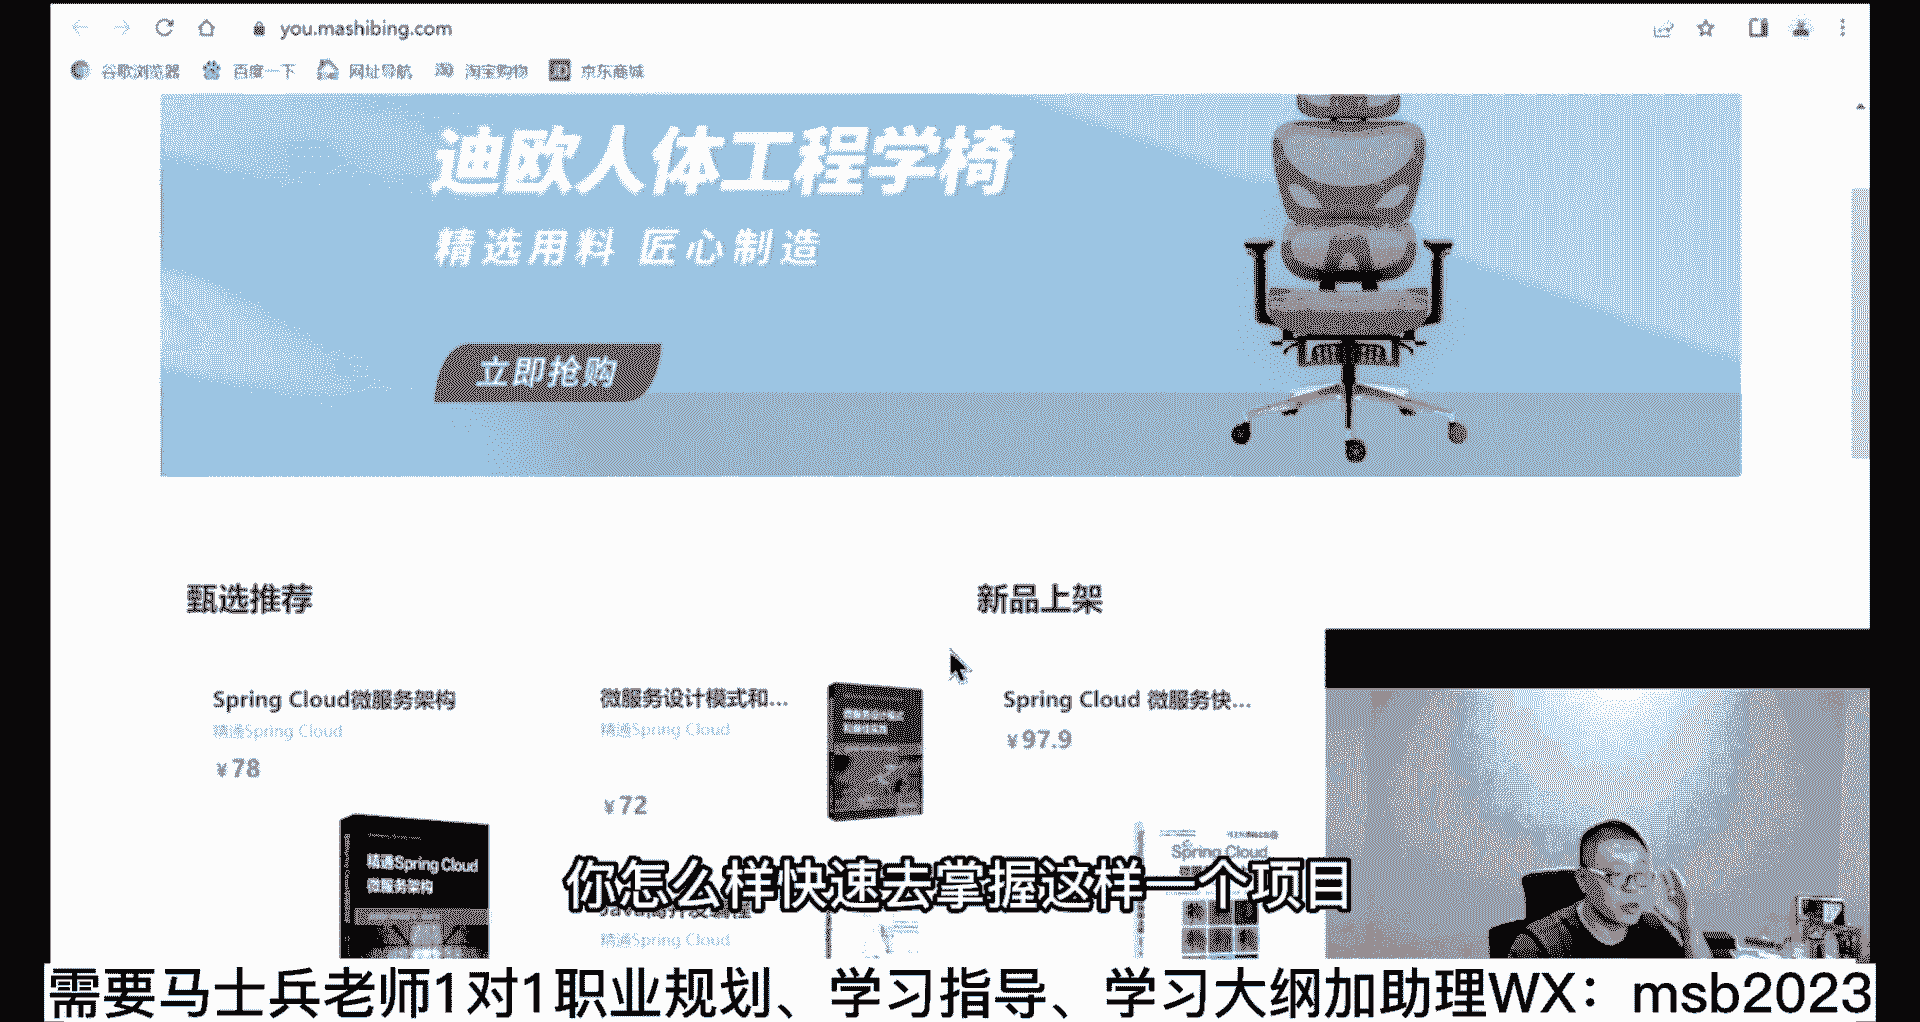 you.mashibing.com
谷歌浏览器 百度一下 网址导航 淘宝购物 京东商城
迪欧人体工程学椅
精选用料 匠心制造
立即抢购
甄选推荐
新品上架
Spring Cloud微服务架构
精通Spring Cloud
¥78
微服务设计模式和...
精通Spring Cloud
¥72
Spring Cloud 微服务快...
¥97.9
精通Spring Cloud
微服务架构
Spring Cloud
精通Spring Cloud
你怎么样快速去掌握这样一个项目
需要马士兵老师1对1职业规划、学习指导、学习大纲加助理WX：msb2023